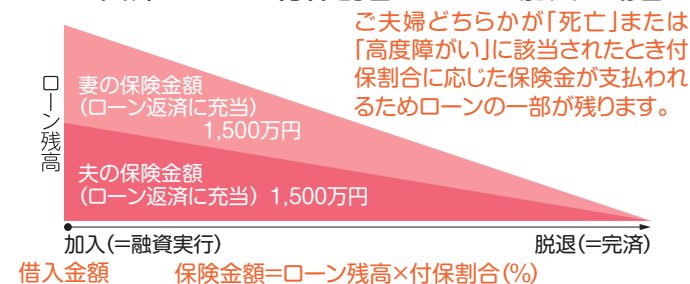 ご夫婦どちらかが「死亡」または
「高度障がい」に該当されたとき付
保割合に応じた保険金が支払われ
るためローンの一部が残ります。
ローン残高
妻の保険金額
(ローン返済に充当)
1,500万円
夫の保険金額
(ローン返済に充当) 1,500万円
加入(=融資実行) 脱退(=完済)
借入金額 保険金額=ローン残高×付保割合(%)